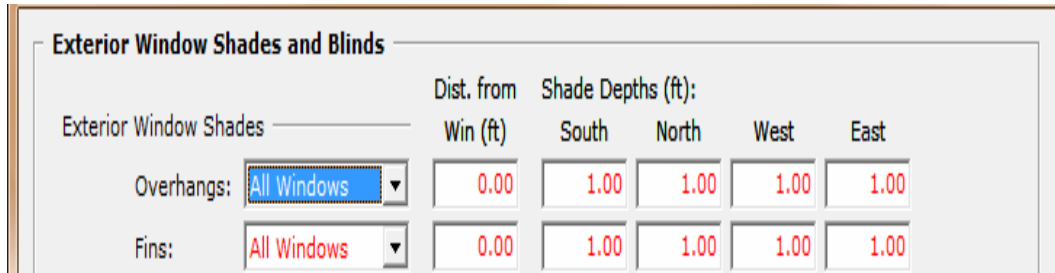 Exterior Window Shades and Blinds
Dist. from Shade Depths (ft):
Exterior Window Shades Win (ft) South North West East
Overhangs: All Windows 0.00 1.00 1.00 1.00 1.00
Fins: All Windows 0.00 1.00 1.00 1.00 1.00